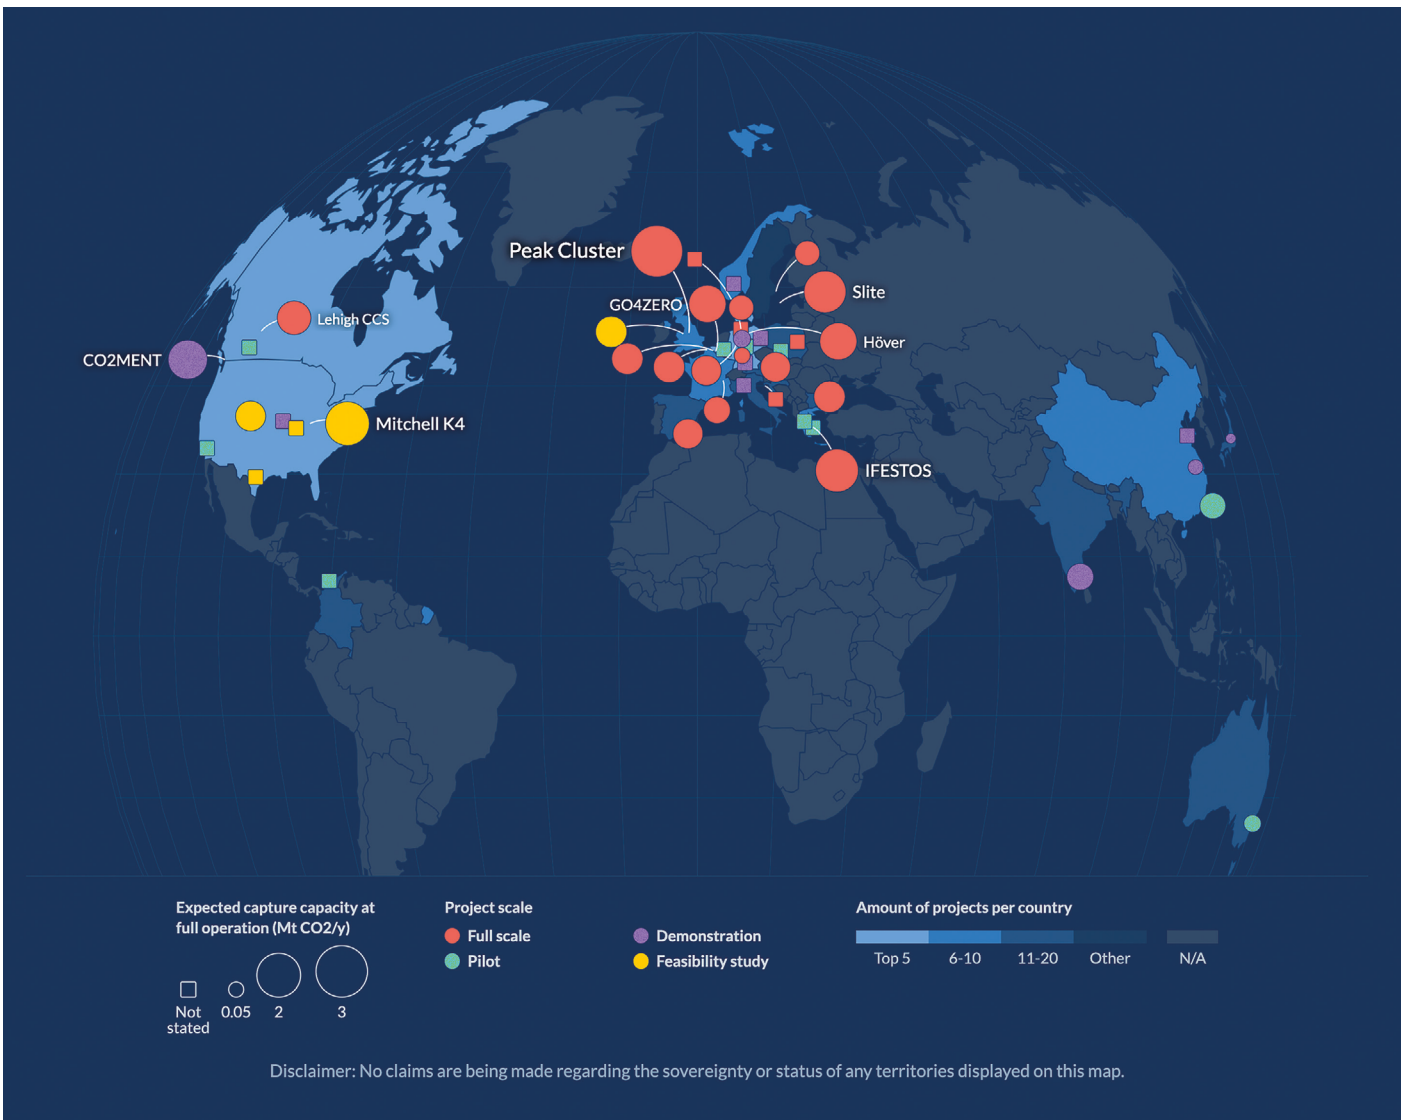 Peak Cluster
GO4ZERO
Slite
Lehigh CCS
Höver
CO2MENT
Mitchell K4
IFESTOS
Expected capture capacity at
full operation (Mt CO2/y)
Not
stated
0.05
2
3
Project scale
Full scale
Demonstration
Pilot
Feasibility study
Amount of projects per country
Top 5
6-10
11-20
Other
N/A
Disclaimer: No claims are being made regarding the sovereignty or status of any territories displayed on this map.